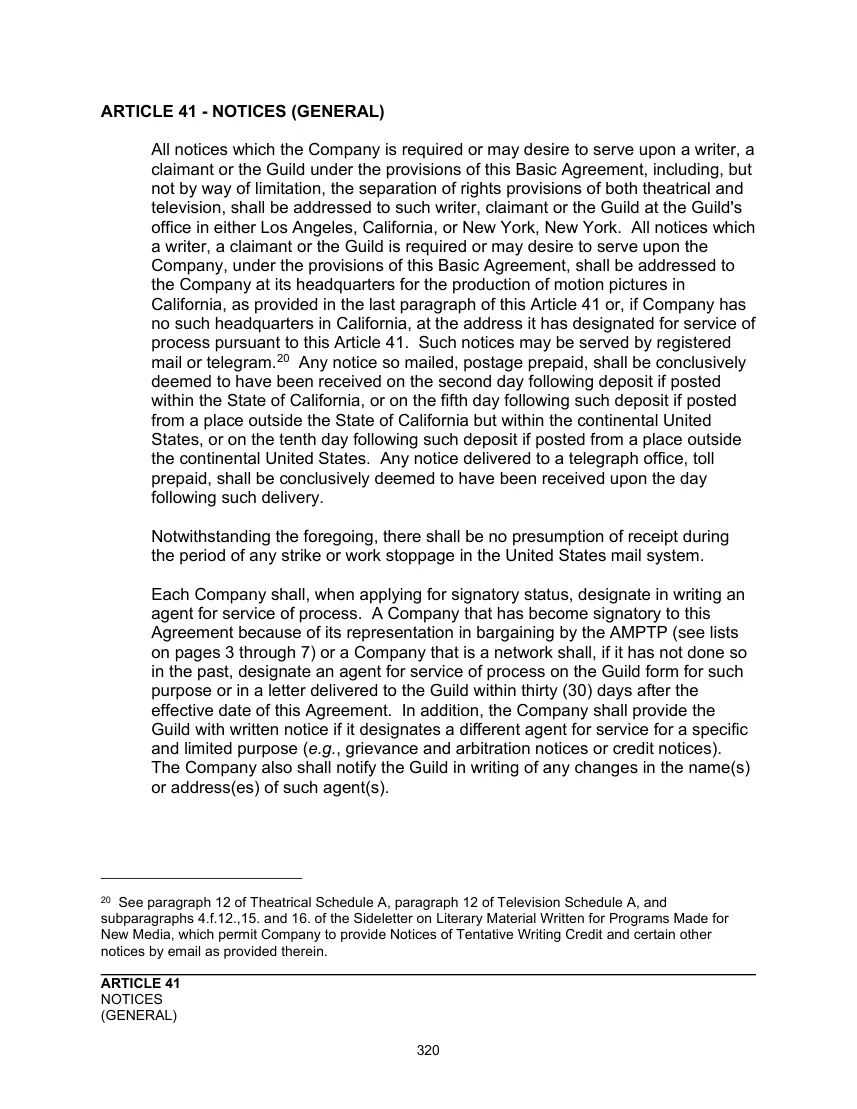 ARTICLE 41 - NOTICES (GENERAL)
All notices which the Company is required or may desire to serve upon a writer, a
claimant or the Guild under the provisions of this Basic Agreement, including, but
not by way of limitation, the separation of rights provisions of both theatrical and
television, shall be addressed to such writer, claimant or the Guild at the Guild's
office in either Los Angeles, California, or New York, New York.  All notices which
a writer, a claimant or the Guild is required or may desire to serve upon the
Company, under the provisions of this Basic Agreement, shall be addressed to
the Company at its headquarters for the production of motion pictures in
California, as provided in the last paragraph of this Article 41 or, if Company has
no such headquarters in California, at the address it has designated for service of
process pursuant to this Article 41.  Such notices may be served by registered
mail or telegram.20  Any notice so mailed, postage prepaid, shall be conclusively
deemed to have been received on the second day following deposit if posted
within the State of California, or on the fifth day following such deposit if posted
from a place outside the State of California but within the continental United
States, or on the tenth day following such deposit if posted from a place outside
the continental United States.  Any notice delivered to a telegraph office, toll
prepaid, shall be conclusively deemed to have been received upon the day
following such delivery.
Notwithstanding the foregoing, there shall be no presumption of receipt during
the period of any strike or work stoppage in the United States mail system.
Each Company shall, when applying for signatory status, designate in writing an
agent for service of process.  A Company that has become signatory to this
Agreement because of its representation in bargaining by the AMPTP (see lists
on pages 3 through 7) or a Company that is a network shall, if it has not done so
in the past, designate an agent for service of process on the Guild form for such
purpose or in a letter delivered to the Guild within thirty (30) days after the
effective date of this Agreement.  In addition, the Company shall provide the
Guild with written notice if it designates a different agent for service for a specific
and limited purpose (e.g., grievance and arbitration notices or credit notices).
The Company also shall notify the Guild in writing of any changes in the name(s)
or address(es) of such agent(s).
20  See paragraph 12 of Theatrical Schedule A, paragraph 12 of Television Schedule A, and
subparagraphs 4.f.12.,15. and 16. of the Sideletter on Literary Material Written for Programs Made for
New Media, which permit Company to provide Notices of Tentative Writing Credit and certain other
notices by email as provided therein.
ARTICLE 41
NOTICES
(GENERAL)
320